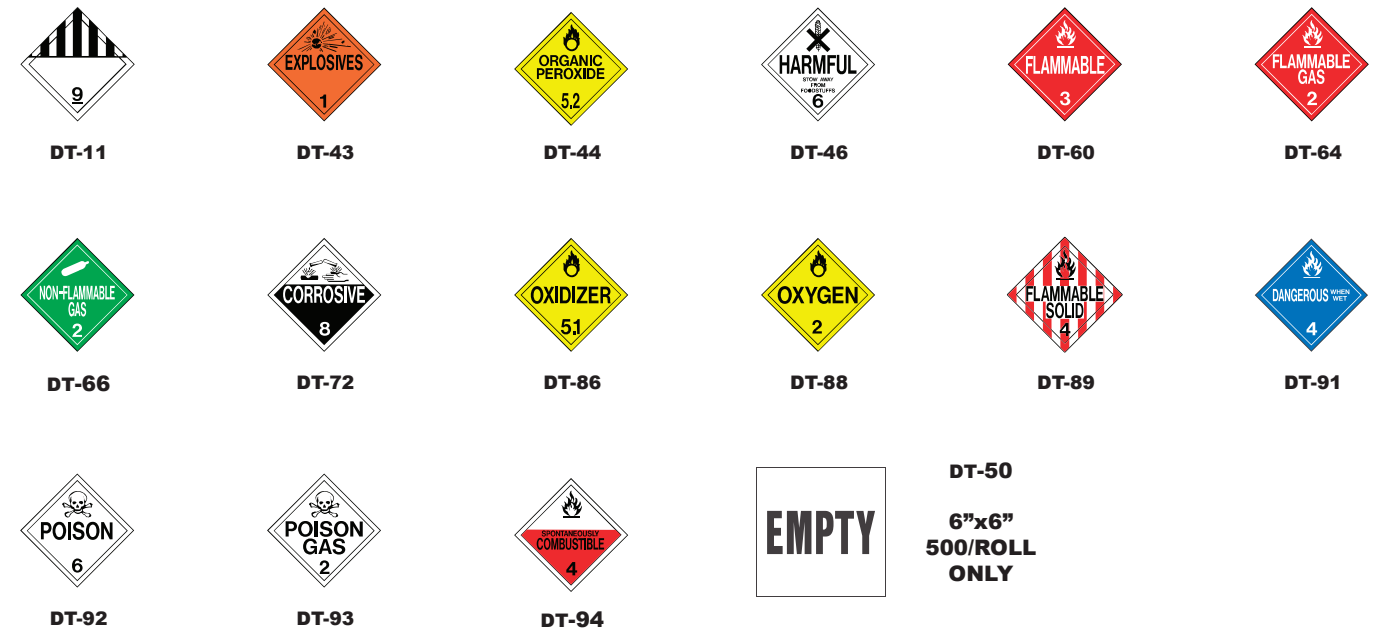 9
DT-11
EXPLOSIVES
1
DT-43
ORGANIC
PEROXIDE
5.2
DT-44
HARMFUL
STOW AWAY
FROM
FOODSTUFFS
6
DT-46
FLAMMABLE
3
DT-60
FLAMMABLE
GAS
2
DT-64
NON-FLAMMABLE
GAS
2
DT-66
CORROSIVE
8
DT-72
OXIDIZER
5.1
DT-86
OXYGEN
2
DT-88
FLAMMABLE
SOLID
4
DT-89
DANGEROUS WHEN
WET
4
DT-91
POISON
6
DT-92
POISON
GAS
2
DT-93
SPONTANEOUSLY
COMBUSTIBLE
4
DT-94
EMPTY
DT-50
6”x6”
500/ROLL
ONLY